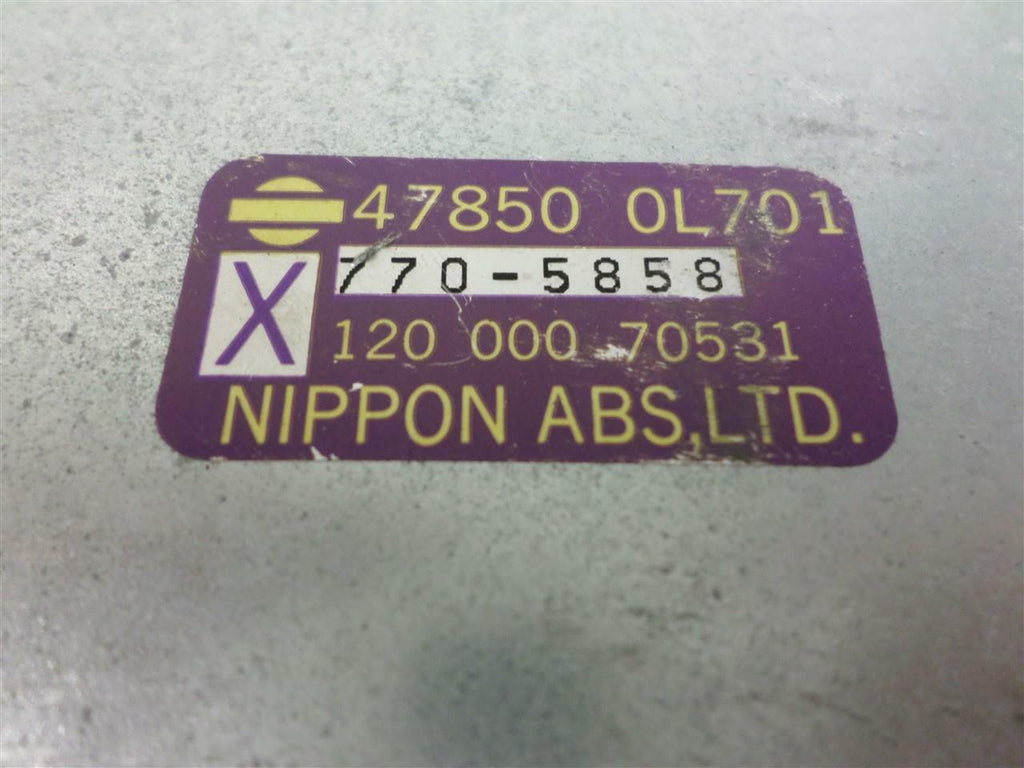 47850 0L701
X 770-5858
120 000 70531
NIPPON ABS,LTD.